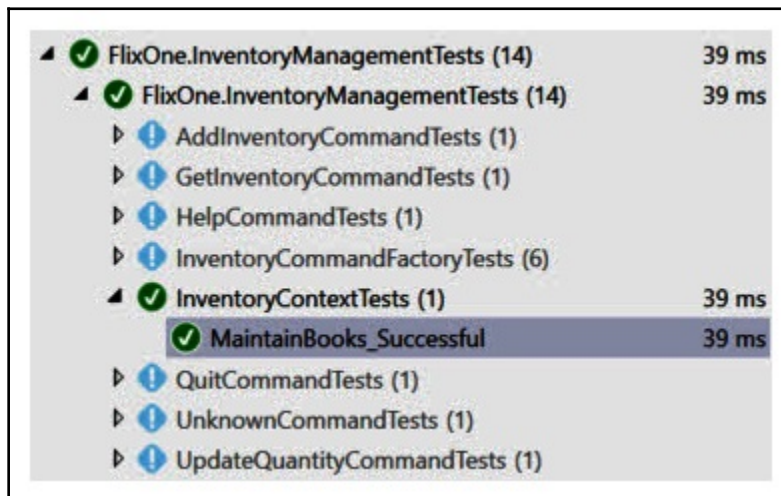 FlixOne.InventoryManagementTests (14) 39 ms
FlixOne.InventoryManagementTests (14) 39 ms
AddInventoryCommandTests (1)
GetInventoryCommandTests (1)
HelpCommandTests (1)
InventoryCommandFactoryTests (6)
InventoryContextTests (1) 39 ms
MaintainBooks_Successful 39 ms
QuitCommandTests (1)
UnknownCommandTests (1)
UpdateQuantityCommandTests (1)